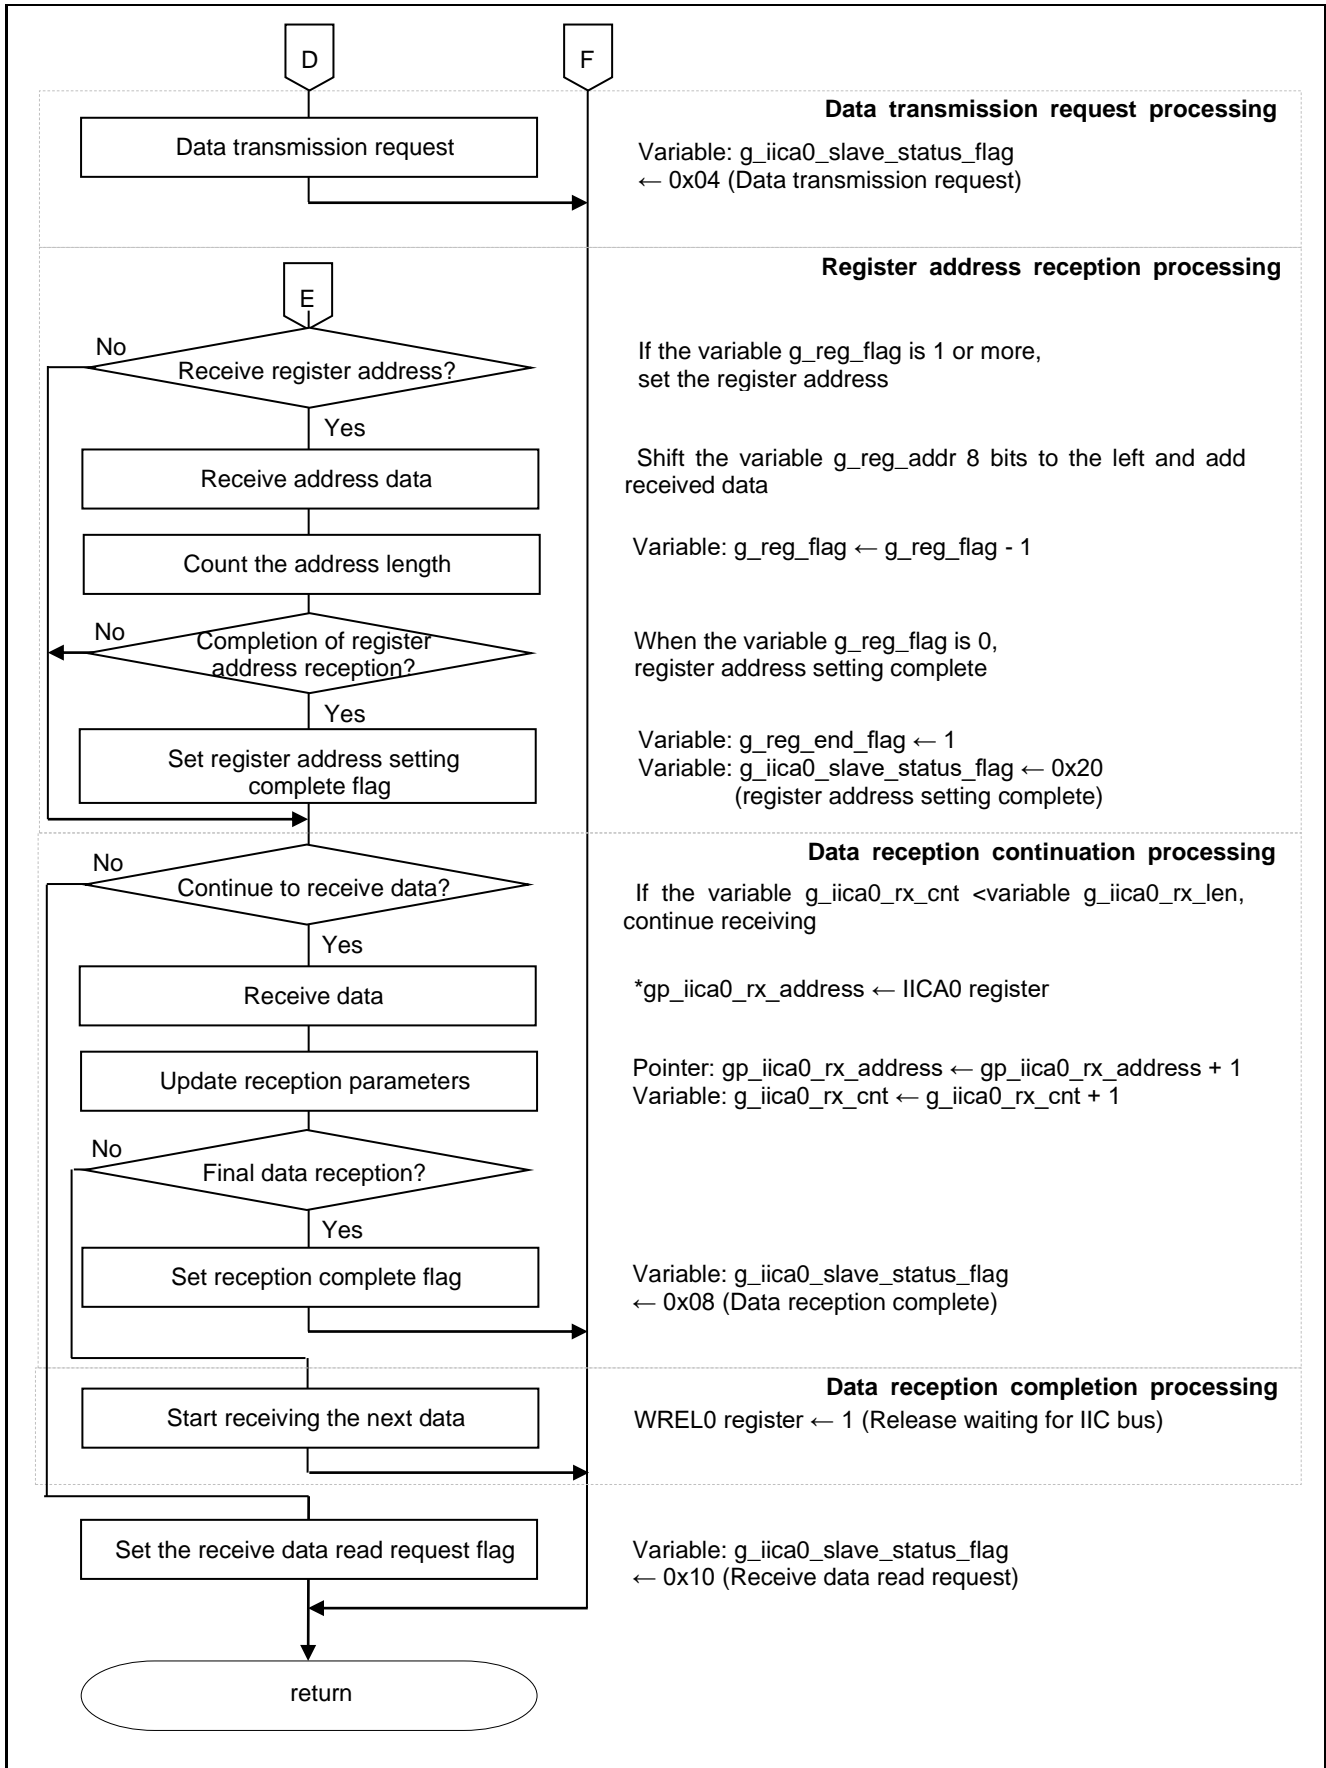 D
F
Data transmission request processing
Data transmission request
Variable: g_iica0_slave_status_flag
← 0x04 (Data transmission request)
Register address reception processing
E
No
Receive register address?
If the variable g_reg_flag is 1 or more,
set the register address
Yes
Receive address data
Shift the variable g_reg_addr 8 bits to the left and add
received data
Count the address length
Variable: g_reg_flag ← g_reg_flag - 1
No
Completion of register
address reception?
When the variable g_reg_flag is 0,
register address setting complete
Yes
Set register address setting
complete flag
Variable: g_reg_end_flag ← 1
Variable: g_iica0_slave_status_flag ← 0x20
(register address setting complete)
Data reception continuation processing
No
Continue to receive data?
If the variable g_iica0_rx_cnt <variable g_iica0_rx_len,
continue receiving
Yes
Receive data
*gp_iica0_rx_address ← IICA0 register
Update reception parameters
Pointer: gp_iica0_rx_address ← gp_iica0_rx_address + 1
Variable: g_iica0_rx_cnt ← g_iica0_rx_cnt + 1
No
Final data reception?
Yes
Set reception complete flag
Variable: g_iica0_slave_status_flag
← 0x08 (Data reception complete)
Data reception completion processing
Start receiving the next data
WREL0 register ← 1 (Release waiting for IIC bus)
Set the receive data read request flag
Variable: g_iica0_slave_status_flag
← 0x10 (Receive data read request)
return